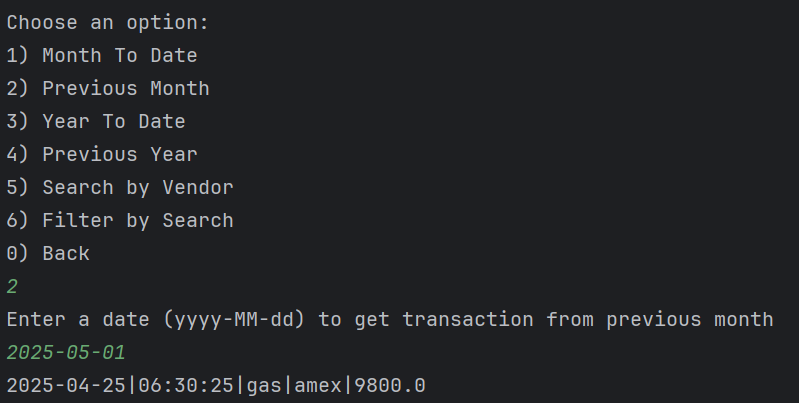 Choose an option:
1) Month To Date
2) Previous Month
3) Year To Date
4) Previous Year
5) Search by Vendor
6) Filter by Search
0) Back
2
Enter a date (yyyy-MM-dd) to get transaction from previous month
2025-05-01
2025-04-25|06:30:25|gas|amex|9800.0